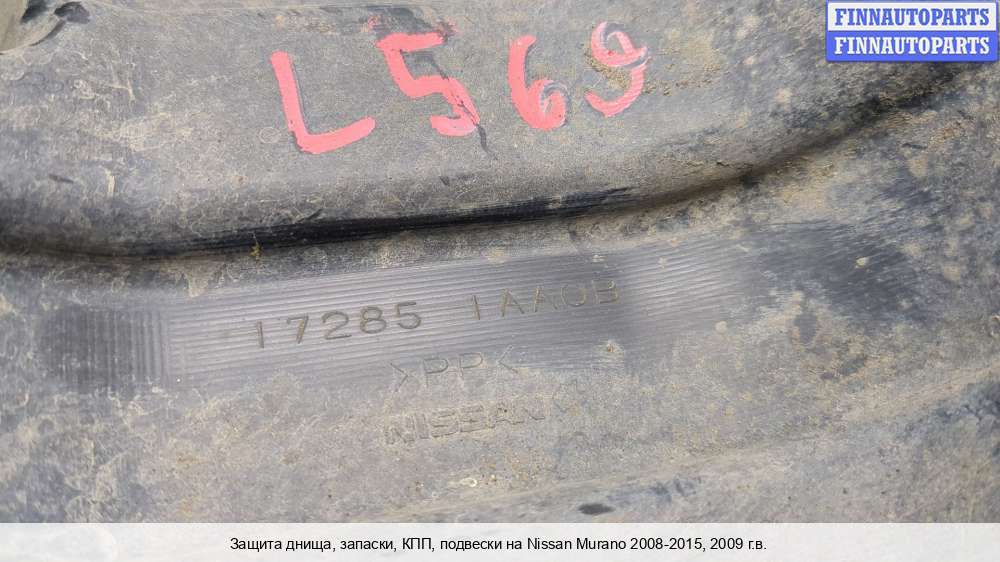 FINNAUTOPARTS
FINNAUTOPARTS
L569
17285 1AA0B
>PP<
NISSAN
Защита днища, запаски, КПП, подвески на Nissan Murano 2008-2015, 2009 г.в.